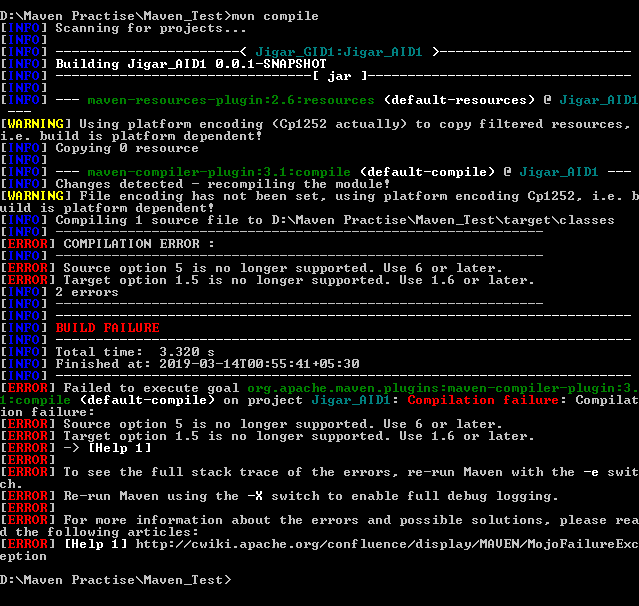 D:\Maven Practise\Maven_Test>mvn compile
[INFO] Scanning for projects...
[INFO]
[INFO] -----------------------< Jigar_GID1:Jigar_AID1 >------------------------
[INFO] Building Jigar_AID1 0.0.1-SNAPSHOT
[INFO] --------------------------------[ jar ]---------------------------------
[INFO]
[INFO] --- maven-resources-plugin:2.6:resources (default-resources) @ Jigar_AID1
 ---
[WARNING] Using platform encoding (Cp1252 actually) to copy filtered resources,
i.e. build is platform dependent!
[INFO] Copying 0 resource
[INFO]
[INFO] --- maven-compiler-plugin:3.1:compile (default-compile) @ Jigar_AID1 ---
[INFO] Changes detected - recompiling the module!
[WARNING] File encoding has not been set, using platform encoding Cp1252, i.e. b
uild is platform dependent!
[INFO] Compiling 1 source file to D:\Maven Practise\Maven_Test\target\classes
[INFO] -------------------------------------------------------------
[ERROR] COMPILATION ERROR :
[INFO] -------------------------------------------------------------
[ERROR] Source option 5 is no longer supported. Use 6 or later.
[ERROR] Target option 1.5 is no longer supported. Use 1.6 or later.
[INFO] 2 errors
[INFO] -------------------------------------------------------------
[INFO] ------------------------------------------------------------------------
[INFO] BUILD FAILURE
[INFO] ------------------------------------------------------------------------
[INFO] Total time:  3.320 s
[INFO] Finished at: 2019-03-14T00:55:41+05:30
[INFO] ------------------------------------------------------------------------
[ERROR] Failed to execute goal org.apache.maven.plugins:maven-compiler-plugin:3.
1:compile (default-compile) on project Jigar_AID1: Compilation failure: Compilat
ion failure:
[ERROR] Source option 5 is no longer supported. Use 6 or later.
[ERROR] Target option 1.5 is no longer supported. Use 1.6 or later.
[ERROR] -> [Help 1]
[ERROR]
[ERROR] To see the full stack trace of the errors, re-run Maven with the -e swit
ch.
[ERROR] Re-run Maven using the -X switch to enable full debug logging.
[ERROR]
[ERROR] For more information about the errors and possible solutions, please rea
d the following articles:
[ERROR] [Help 1] http://cwiki.apache.org/confluence/display/MAVEN/MojoFailureExc
eption
D:\Maven Practise\Maven_Test>